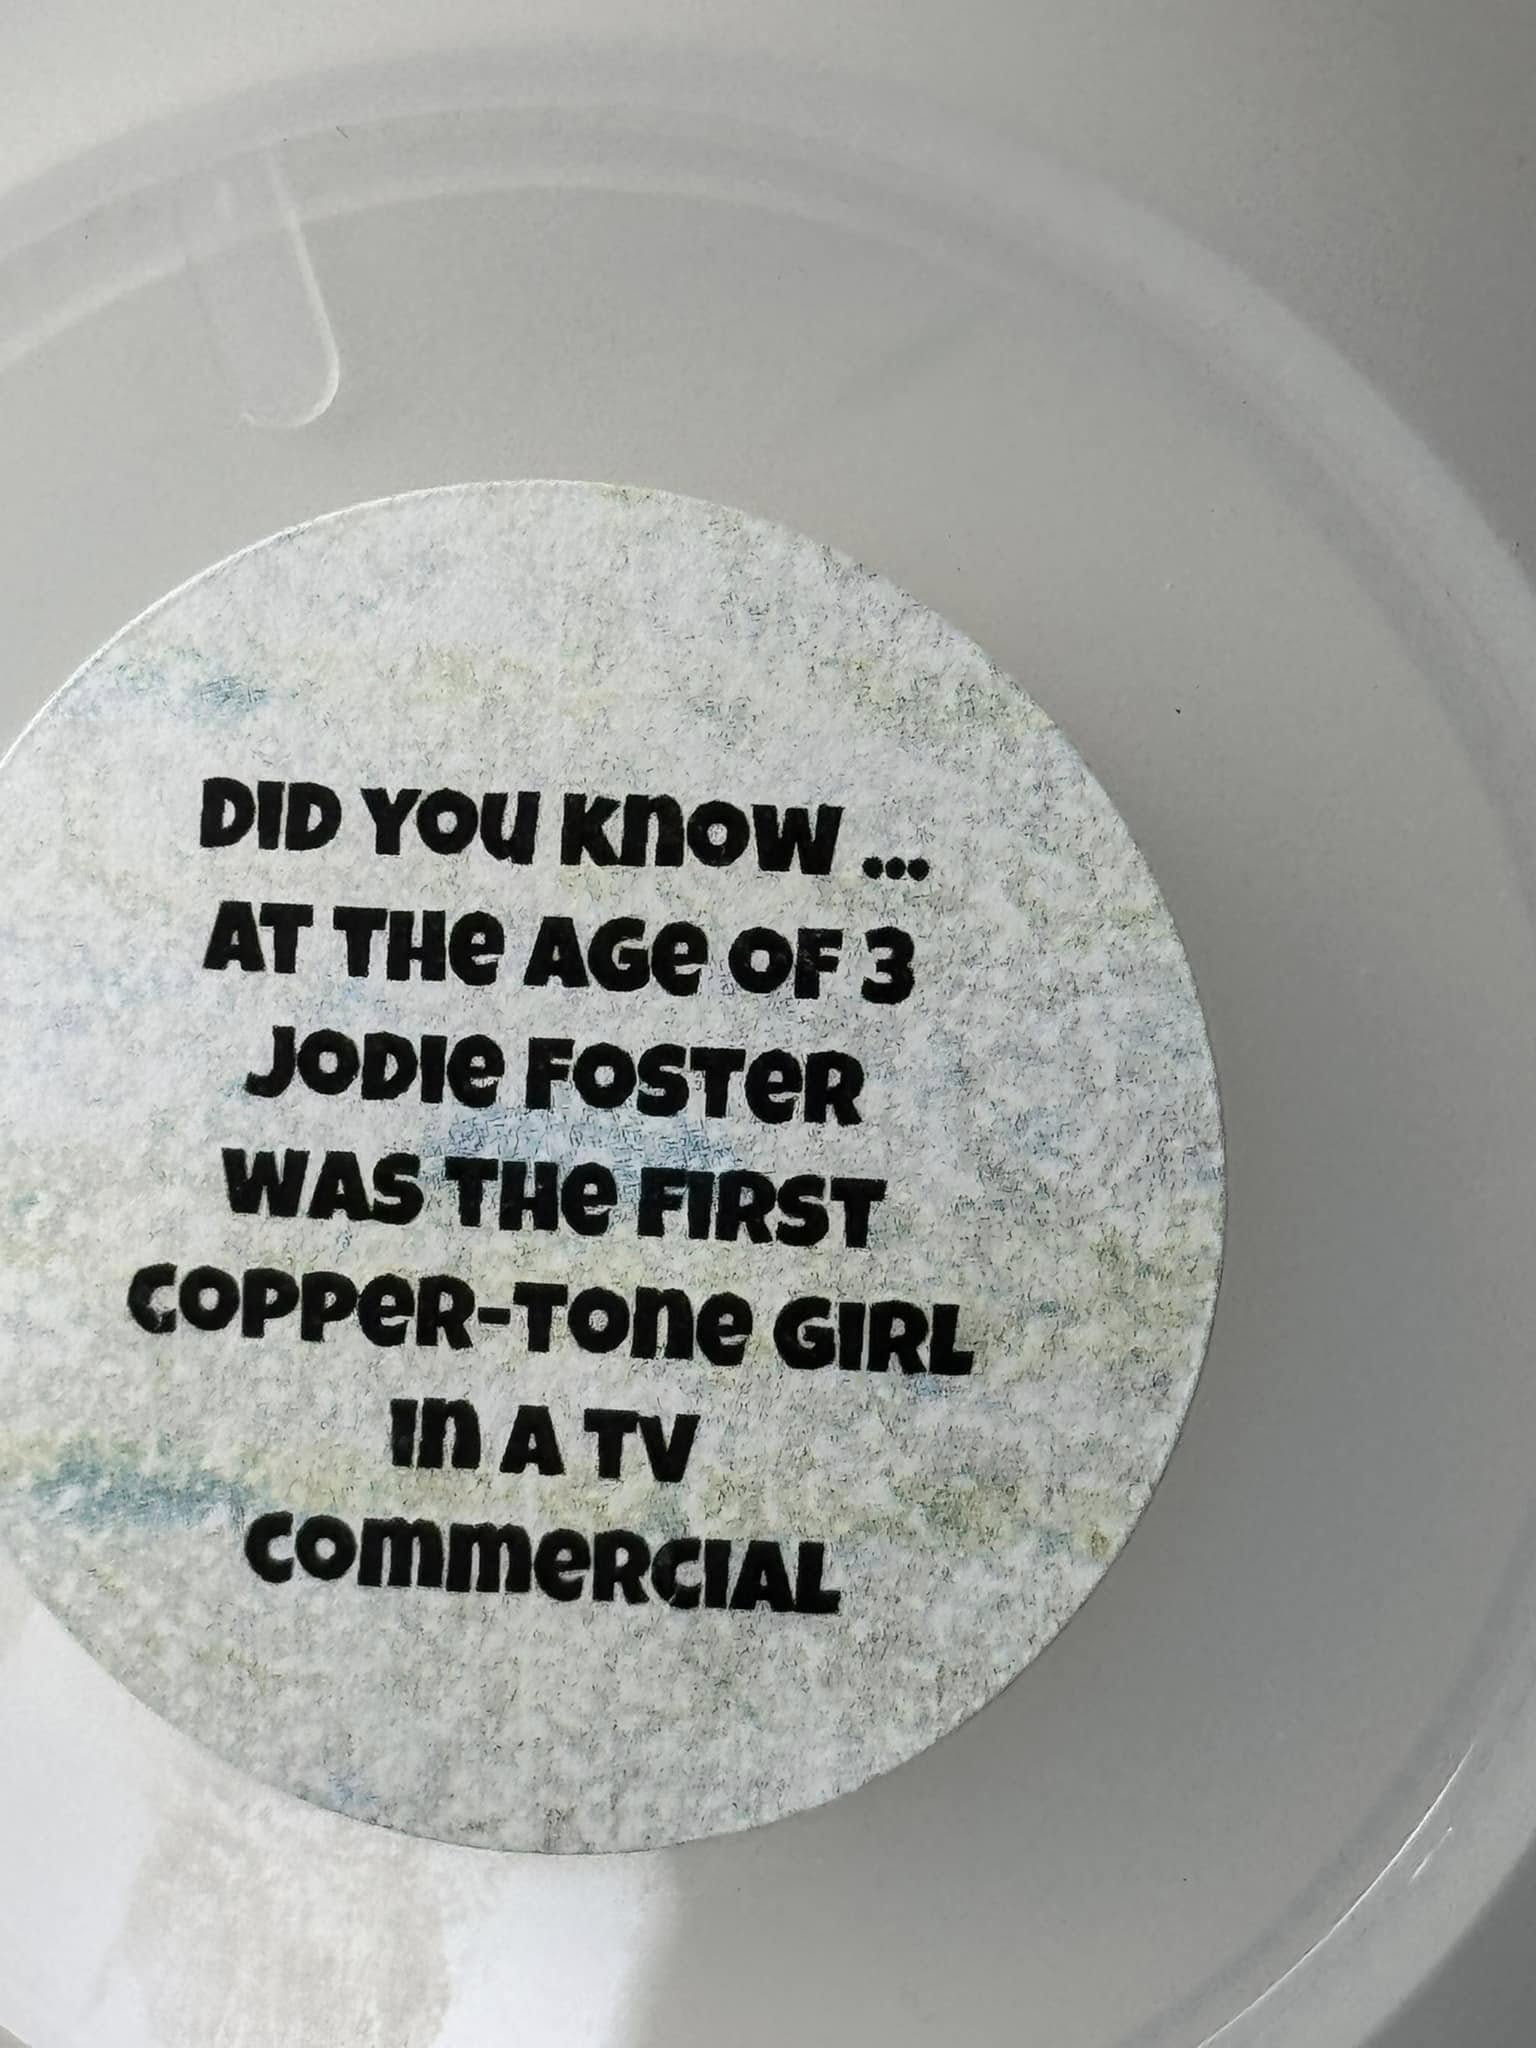 DID YOU KNOW ...
AT THE AGE OF 3
JODIE FOSTER
WAS THE FIRST
COPPER-TONE GIRL
IN A TV
COMMERCIAL